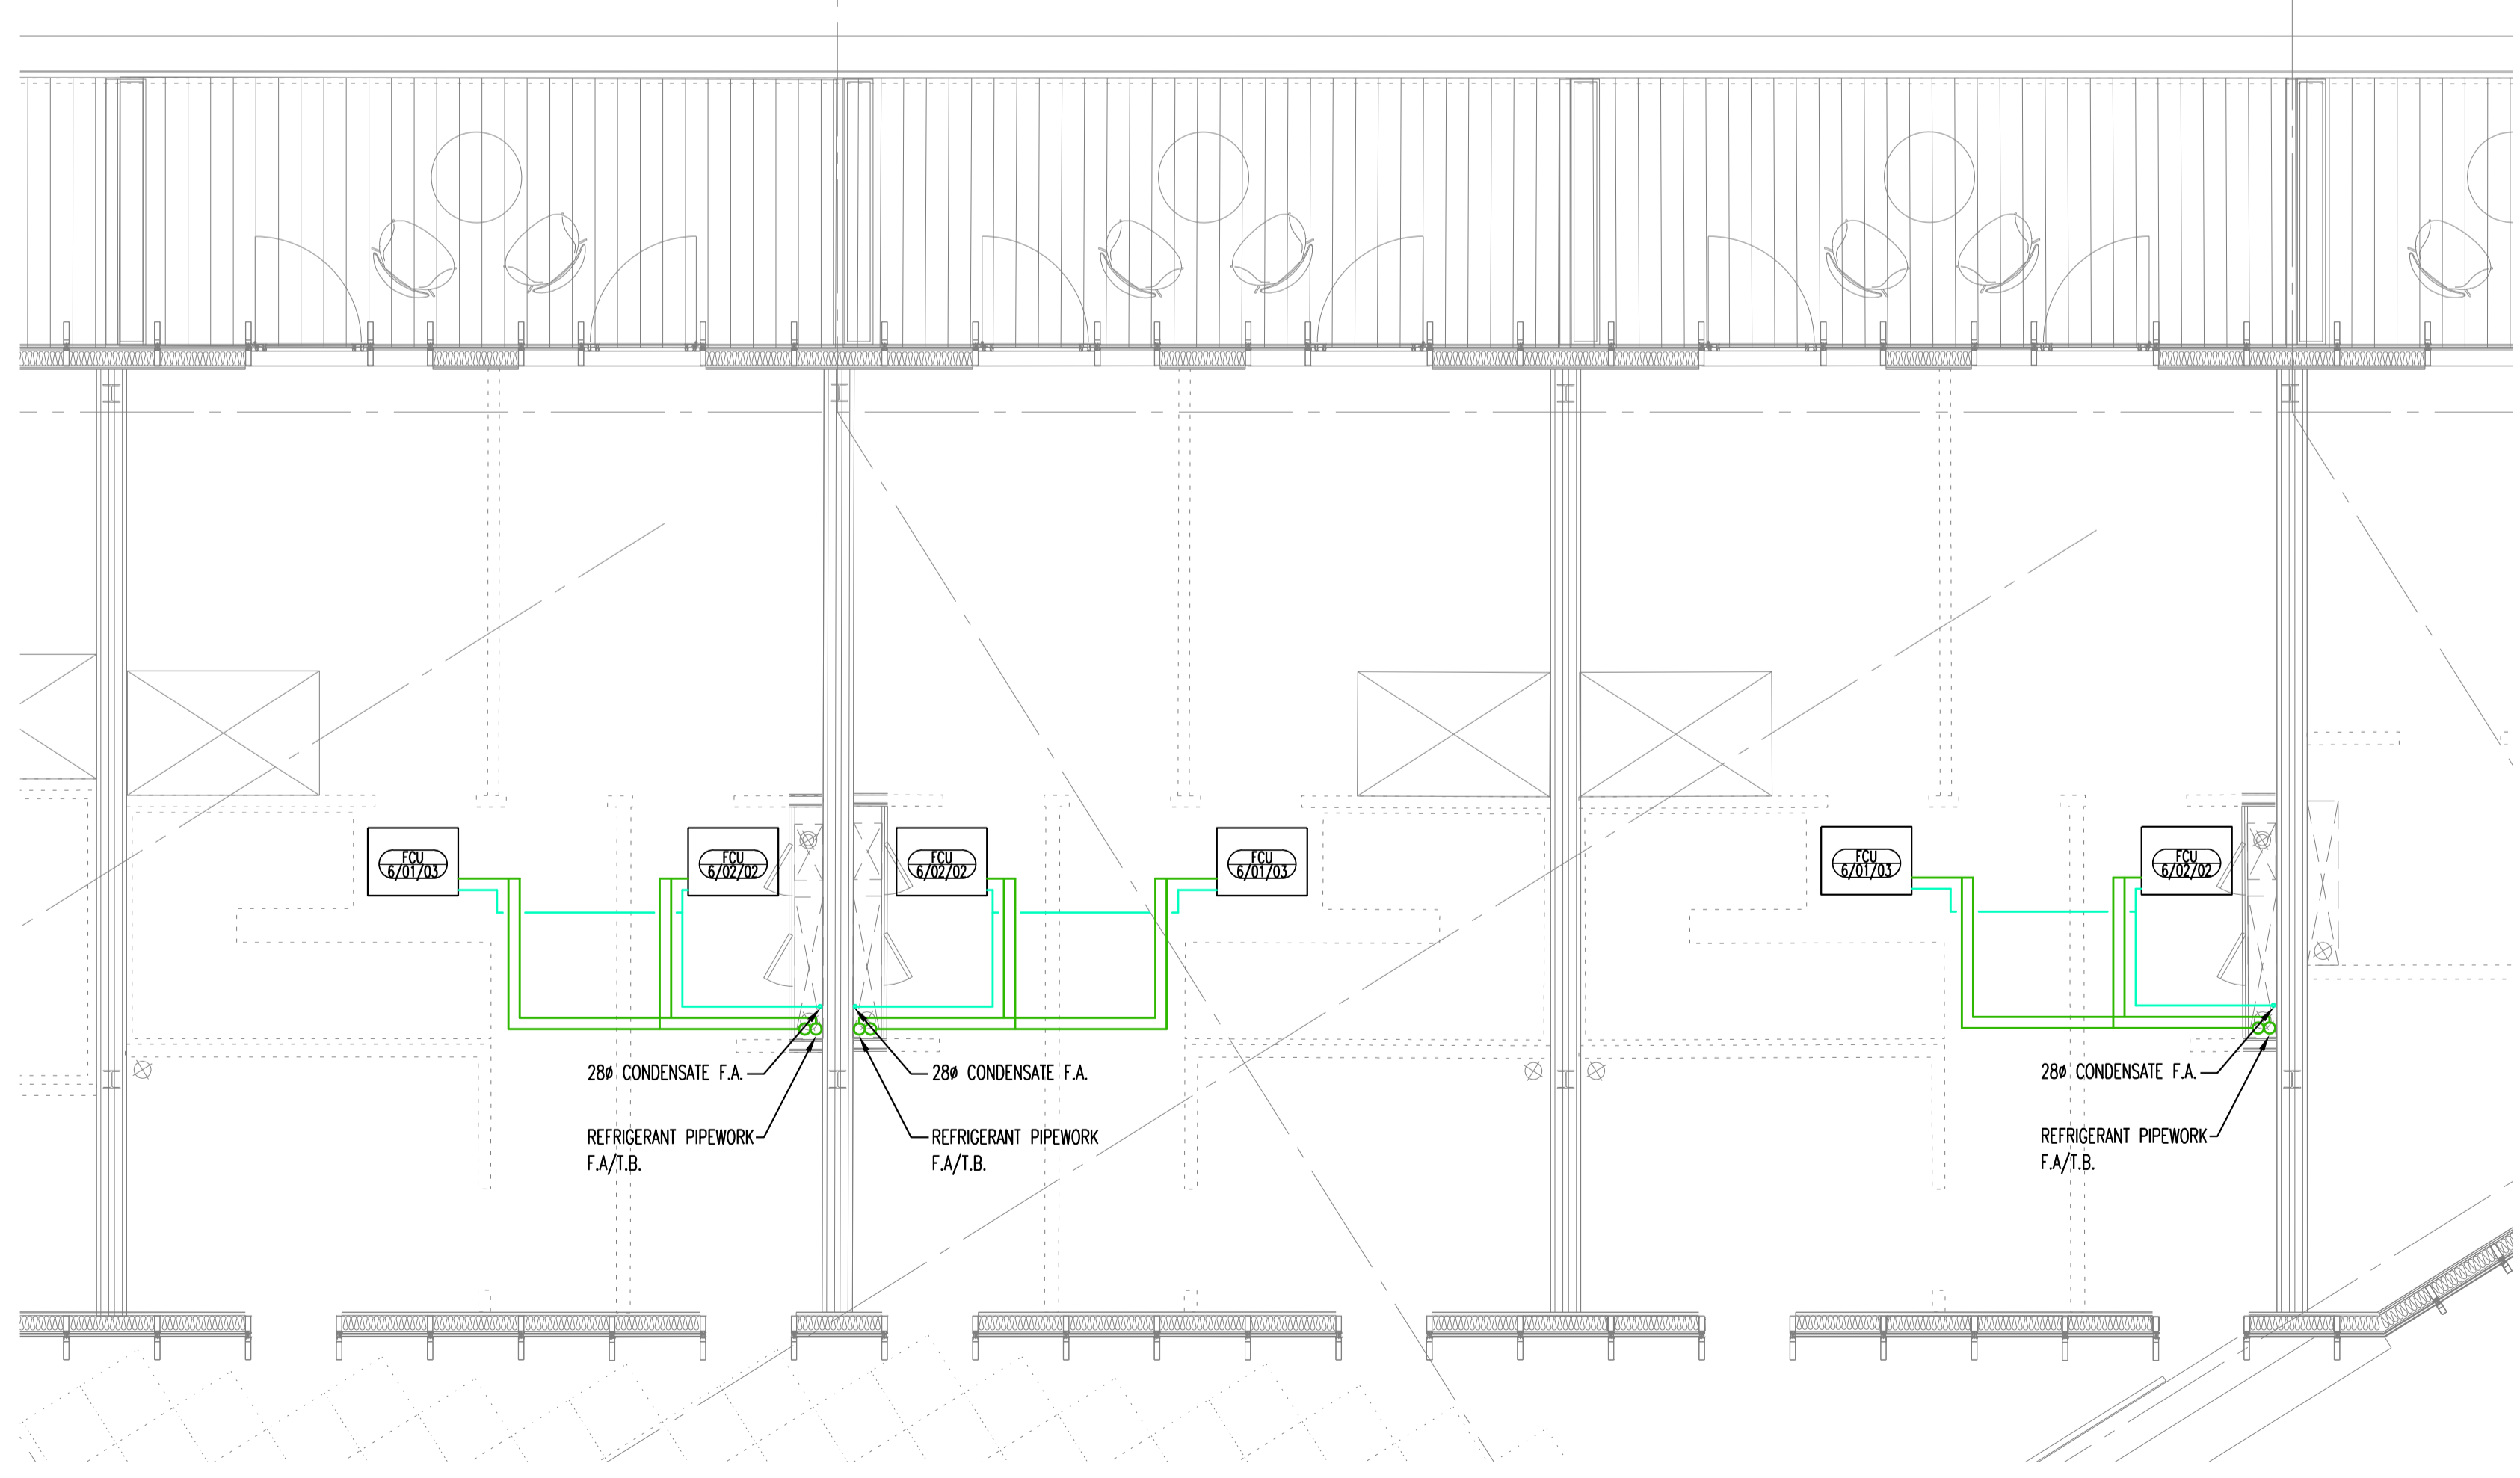 FCU
6/01/03
FCU
6/02/02
FCU
6/02/02
FCU
6/01/03
FCU
6/01/03
FCU
6/02/02
28ø CONDENSATE F.A.
28ø CONDENSATE F.A.
28ø CONDENSATE F.A.
REFRIGERANT PIPEWORK
F.A/T.B.
REFRIGERANT PIPEWORK
F.A/T.B.
REFRIGERANT PIPEWORK
F.A/T.B.